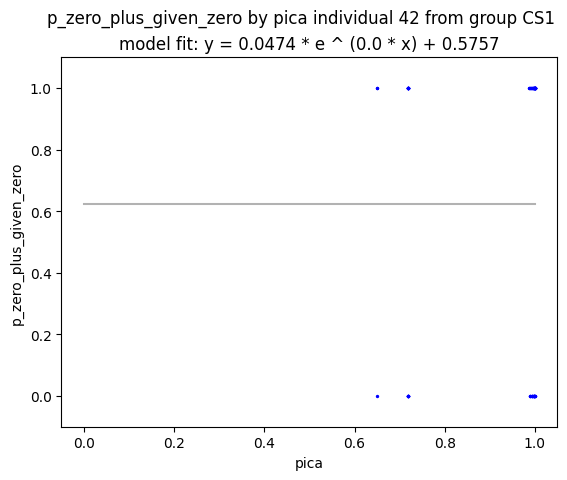 p_zero_plus_given_zero by pica individual 42 from group CS1
model fit: y = 0.0474 * e ^ (0.0 * x) + 0.5757
1.0
0.8
0.6
0.4
0.2
0.0
p_zero_plus_given_zero
0.0 0.2 0.4 0.6 0.8 1.0
pica